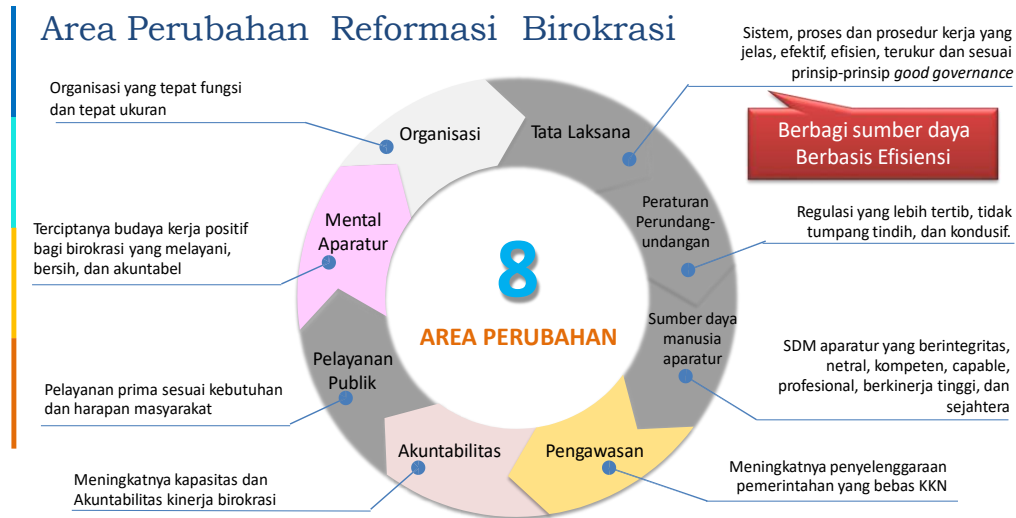 Area Perubahan Reformasi Birokrasi
Sistem, proses dan prosedur kerja yang
jelas, efektif, efisien, terukur dan sesuai
prinsip-prinsip good governance
Berbagi sumber daya
Berbasis Efisiensi
Organisasi yang tepat fungsi
dan tepat ukuran
Organisasi
Tata Laksana
Peraturan
Perundang-
undangan
Regulasi yang lebih tertib, tidak
tumpang tindih, dan kondusif.
Terciptanya budaya kerja positif
bagi birokrasi yang melayani,
bersih, dan akuntabel
Mental
Aparatur
8
AREA PERUBAHAN
Sumber daya
manusia
aparatur
SDM aparatur yang berintegritas,
netral, kompeten, capable,
profesional, berkinerja tinggi, dan
sejahtera
Pelayanan
Publik
Pelayanan prima sesuai kebutuhan
dan harapan masyarakat
Akuntabilitas
Pengawasan
Meningkatnya kapasitas dan
Akuntabilitas kinerja birokrasi
Meningkatnya penyelenggaraan
pemerintahan yang bebas KKN